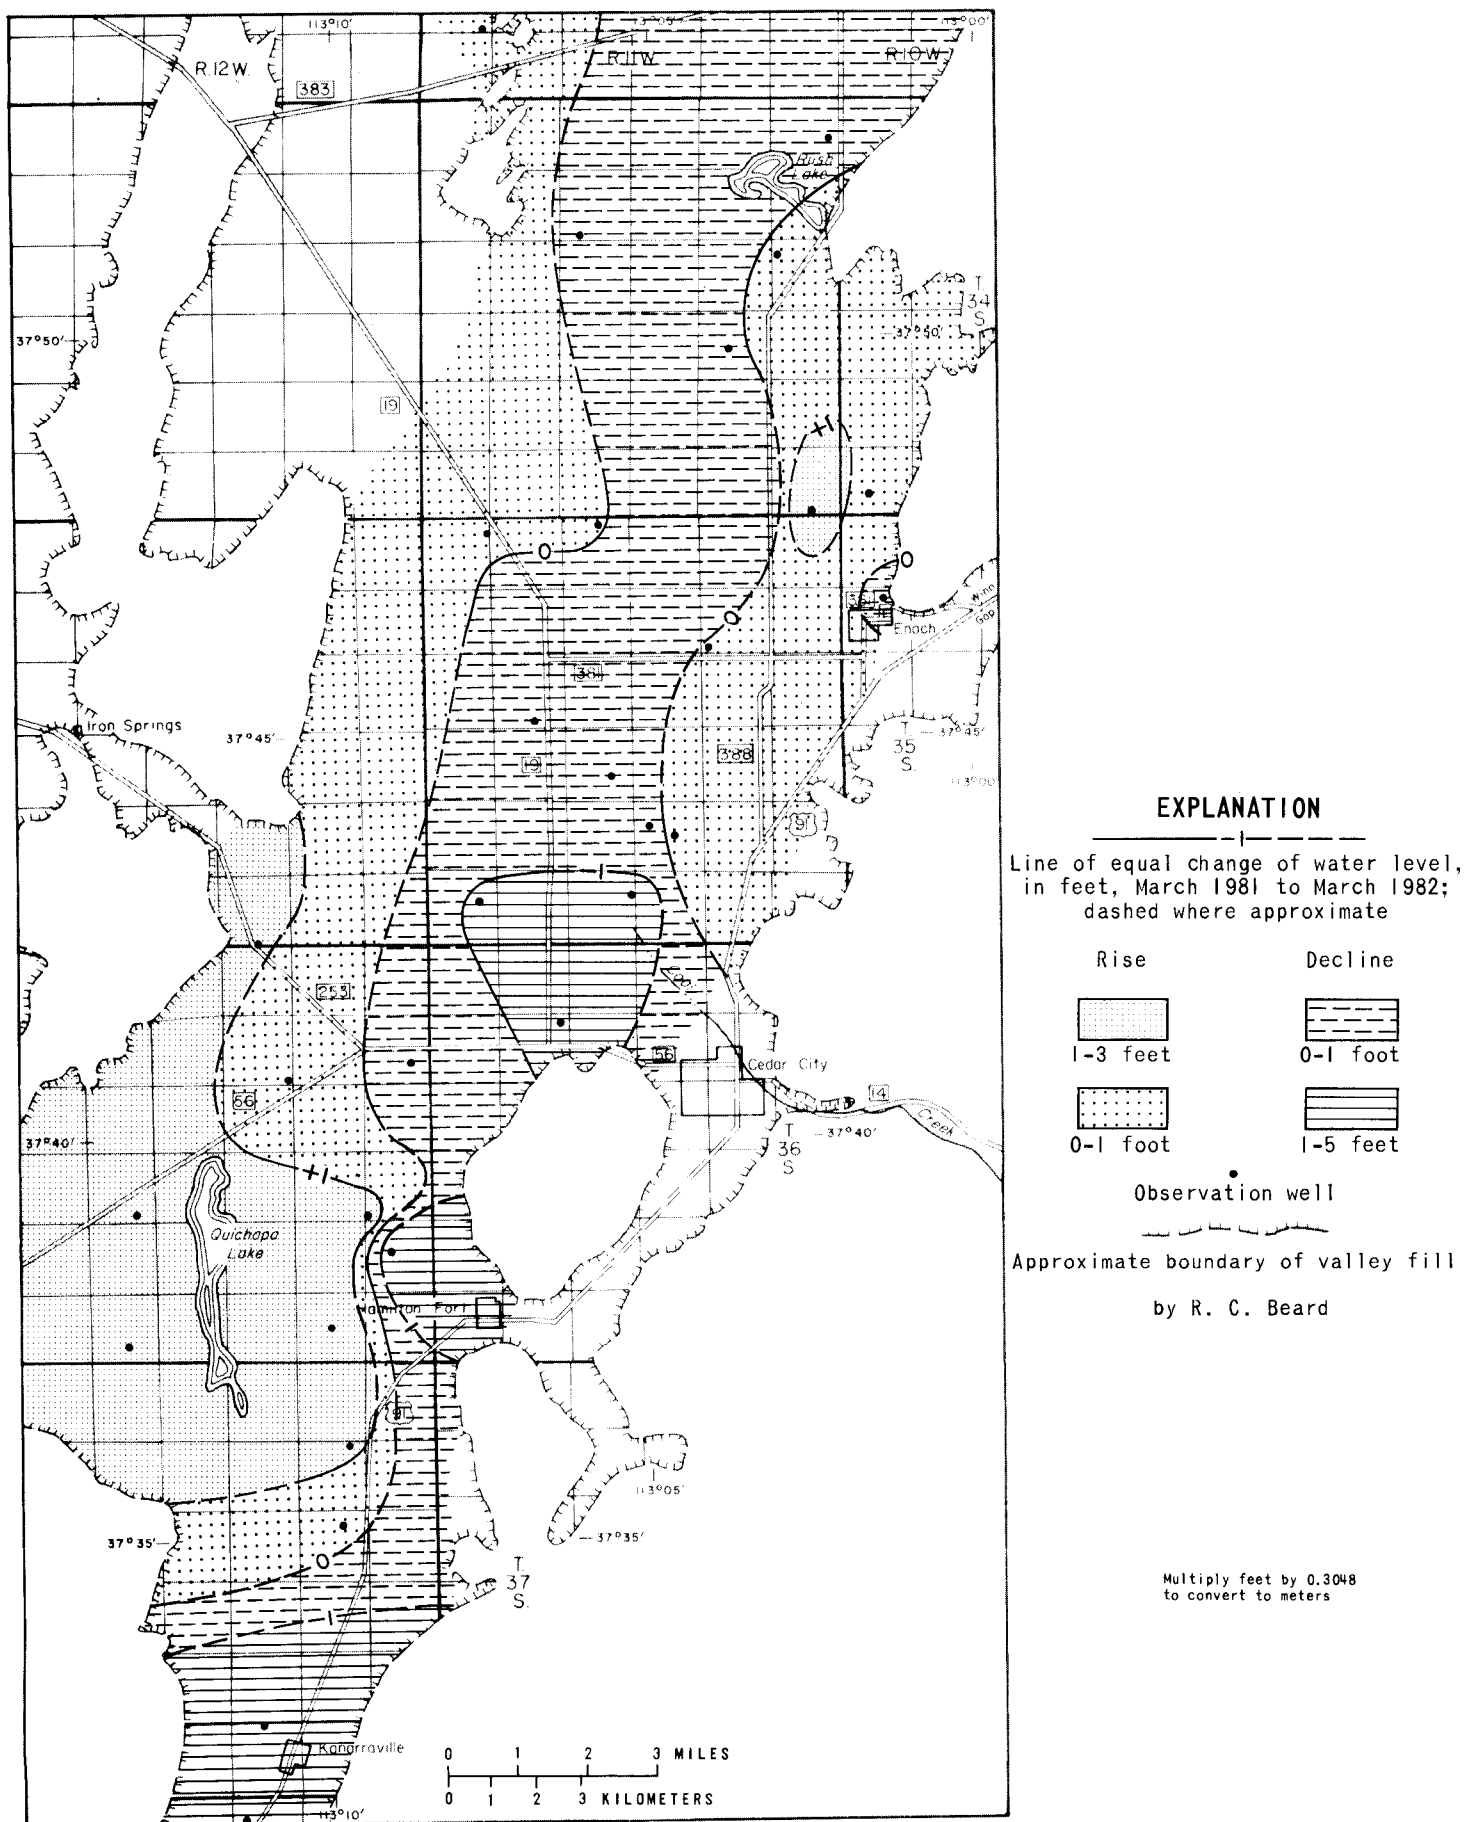 113°10'
113°05'
113°00'
R.12W.
R.11W.
R.10W.
383
Rush
Lake
T.
34
S.
37°50'
37°50'
19
+1
0
0
0
Winn
Gap
Enoch
38
Iron Springs
37°45'
T.
35
S.
37°45'
19
388
113°00'
91
1
253
56
Cedar City
56
14
37°40'
T
36
S
37°40'
Creek
+1
Quichapa
Lake
Hamilton Fort
1
91
113°05'
37°35'
37°35'
0
T.
37
S.
1
Kanarraville
113°10'
0 1 2 3 MILES
0 1 2 3 KILOMETERS
EXPLANATION
1
Line of equal change of water level,
in feet, March 1981 to March 1982;
dashed where approximate
Rise Decline
1-3 feet 0-1 foot
0-1 foot 1-5 feet
Observation well
Approximate boundary of valley fill
by R. C. Beard
Multiply feet by 0.3048
to convert to meters